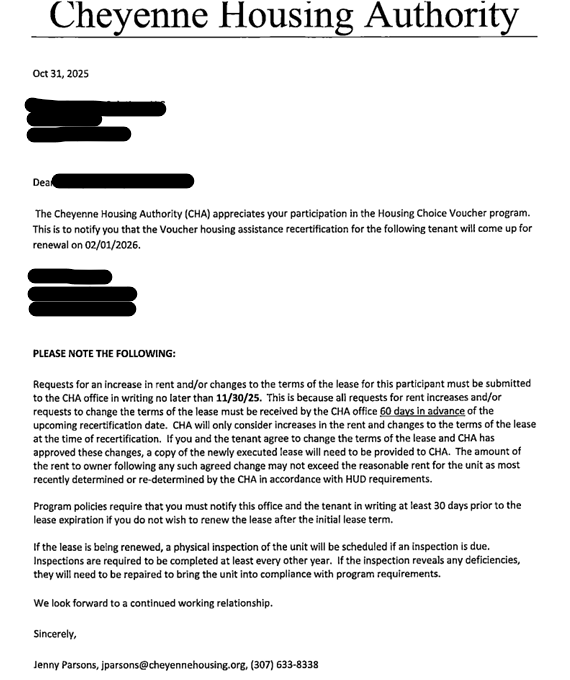 Cheyenne Housing Authority
Oct 31, 2025
Dear
The Cheyenne Housing Authority (CHA) appreciates your participation in the Housing Choice Voucher program.
This is to notify you that the Voucher housing assistance recertification for the following tenant will come up for
renewal on 02/01/2026.
PLEASE NOTE THE FOLLOWING:
Requests for an increase in rent and/or changes to the terms of the lease for this participant must be submitted
to the CHA office in writing no later than 11/30/25. This is because all requests for rent increases and/or
requests to change the terms of the lease must be received by the CHA office 60 days in advance of the
upcoming recertification date. CHA will only consider increases in the rent and changes to the terms of the lease
at the time of recertification. If you and the tenant agree to change the terms of the lease and CHA has
approved these changes, a copy of the newly executed lease will need to be provided to CHA. The amount of
the rent to owner following any such agreed change may not exceed the reasonable rent for the unit as most
recently determined or re-determined by the CHA in accordance with HUD requirements.
Program policies require that you must notify this office and the tenant in writing at least 30 days prior to the
lease expiration if you do not wish to renew the lease after the initial lease term.
If the lease is being renewed, a physical inspection of the unit will be scheduled if an inspection is due.
Inspections are required to be completed at least every other year. If the inspection reveals any deficiencies,
they will need to be repaired to bring the unit into compliance with program requirements.
We look forward to a continued working relationship.
Sincerely,
Jenny Parsons, jparsons@cheyennehousing.org, (307) 633-8338